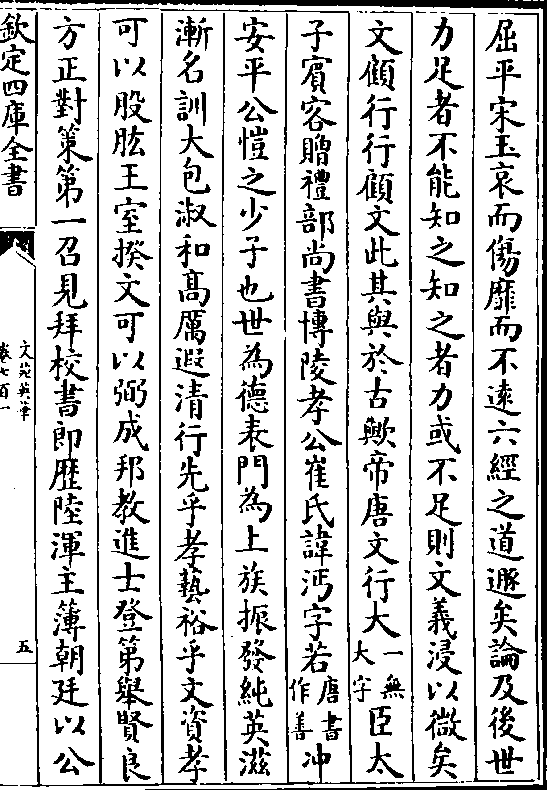 屈平宋玉哀而傷靡而不逺六經之道遯矣論及後世
力足者不能知之知之者力或不足則文義浸以微矣
文顧行行顧文此其與於古歟帝唐文行大一無大字臣太
子賓客贈禮部尚書博陵孝公崔氏諱沔字若唐書作善冲
安平公愷之少子也世為德表門為上族振發純英滋
漸名訓大包淑和髙厲遐清行先乎孝藝裕乎文資孝
可以股肱王室揆文可以弼成邦教進士登第舉賢良
方正對策第一召見拜校書郎歴陸渾主簿朝廷以公
欽定四庫全書
文苑英華
卷七百一
五